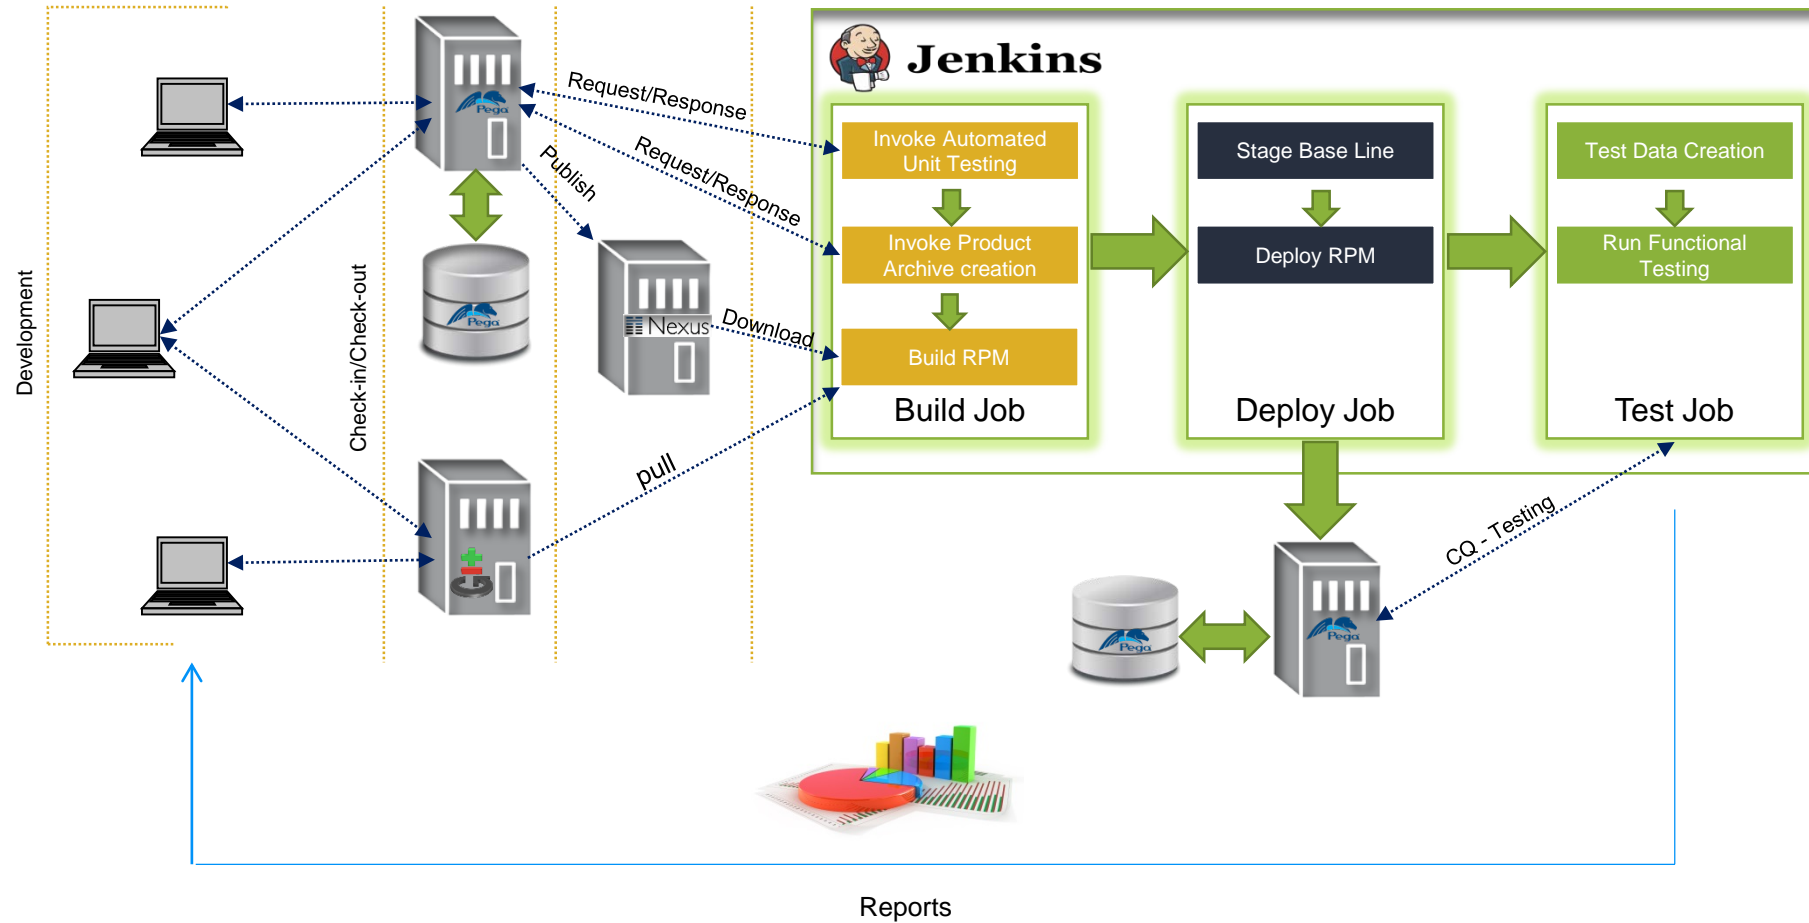 Jenkins
Request/Response
Request/Response
Publish
Download
pull
Development
Check-in/Check-out
Pega
Pega
Nexus
Invoke Automated
Unit Testing
Invoke Product
Archive creation
Build RPM
Build Job
Stage Base Line
Deploy RPM
Deploy Job
Test Data Creation
Run Functional
Testing
Test Job
CQ - Testing
Pega
Pega
Reports